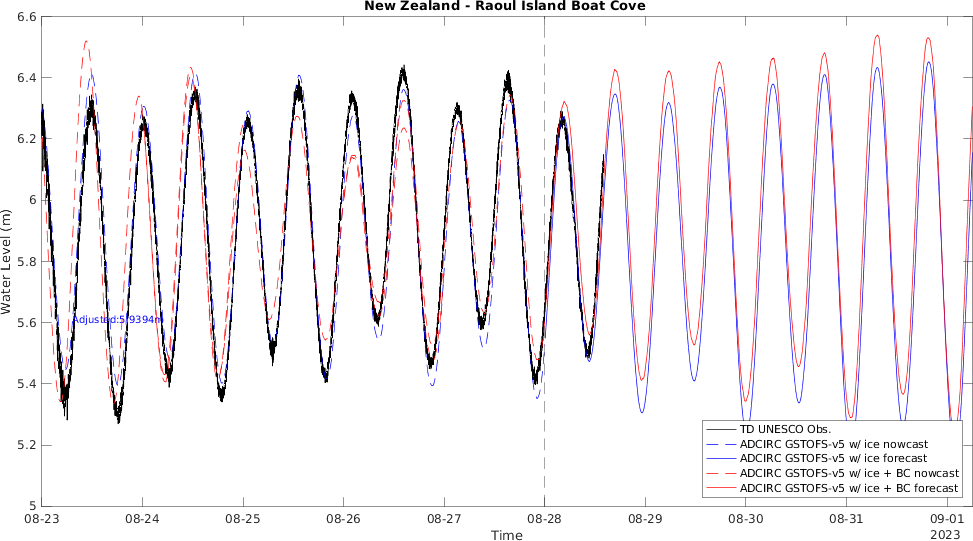 New Zealand - Raoul Island Boat Cove
6.6
6.4
6.2
6
5.8
5.6
5.4
5.2
5
Water Level (m)
Adjusted:5.9394m
TD UNESCO Obs.
ADCIRC GSTOFS-v5 w/ ice nowcast
ADCIRC GSTOFS-v5 w/ ice forecast
ADCIRC GSTOFS-v5 w/ ice + BC nowcast
ADCIRC GSTOFS-v5 w/ ice + BC forecast
08-23 08-24 08-25 08-26 08-27 08-28 08-29 08-30 08-31 09-01
2023
Time